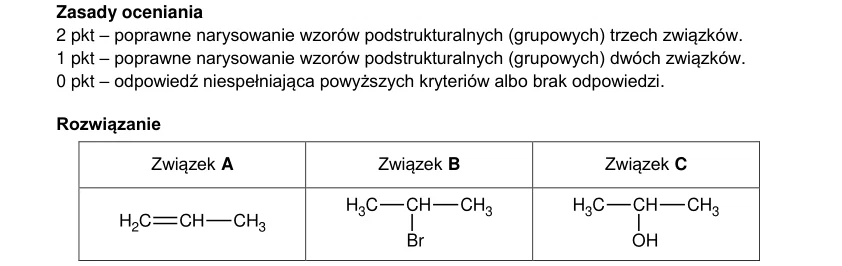 Zasady oceniania
2 pkt – poprawne narysowanie wzorów podstrukturalnych (grupowych) trzech związków.
1 pkt – poprawne narysowanie wzorów podstrukturalnych (grupowych) dwóch związków.
0 pkt – odpowiedź niespełniająca powyższych kryteriów albo brak odpowiedzi.
Rozwiązanie
Związek A Związek B Związek C
H₂C═CH—CH₃ H₃C—CH—CH₃ H₃C—CH—CH₃
Br OH